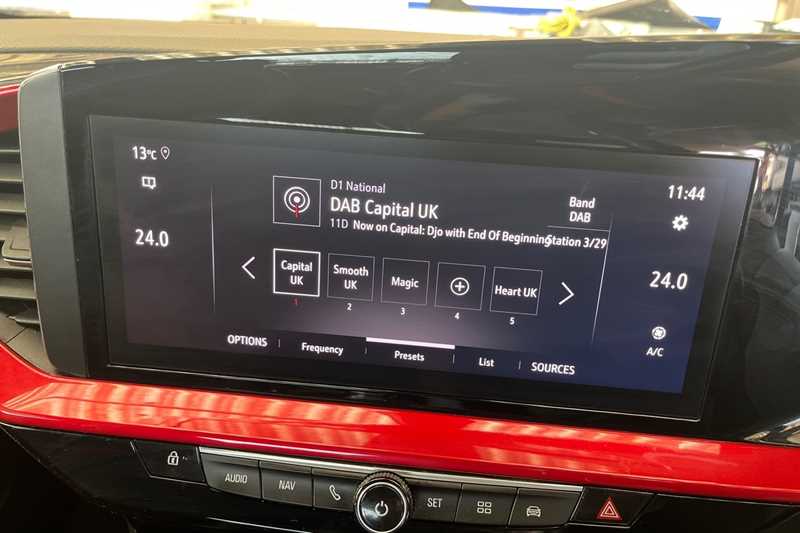 13°C
24.0
D1 National
DAB Capital UK
11D Now on Capital: Djo with End Of Beginning
Band
DAB
Station 3/29
11:44
24.0
A/C
Capital
UK
1
Smooth
UK
2
Magic
3
4
Heart UK
5
OPTIONS
Frequency
Presets
List
SOURCES
AUDIO
NAV
SET